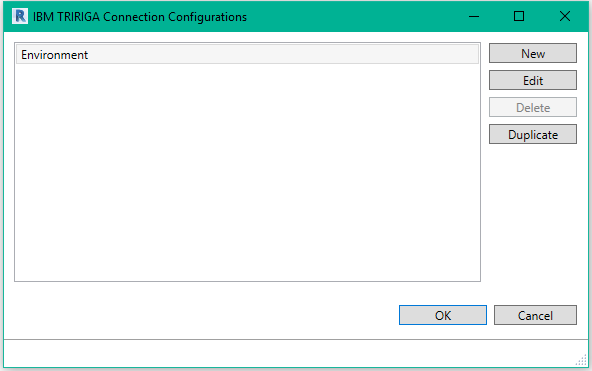 IBM TRIRIGA Connection Configurations
Environment
New
Edit
Delete
Duplicate
OK
Cancel